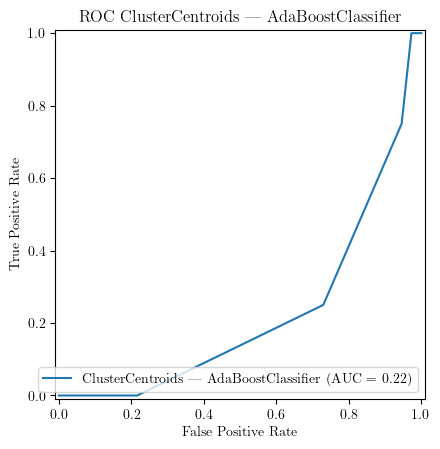 ROC ClusterCentroids — AdaBoostClassifier
True Positive Rate
1.0
0.8
0.6
0.4
0.2
0.0
ClusterCentroids — AdaBoostClassifier (AUC = 0.22)
0.0 0.2 0.4 0.6 0.8 1.0
False Positive Rate